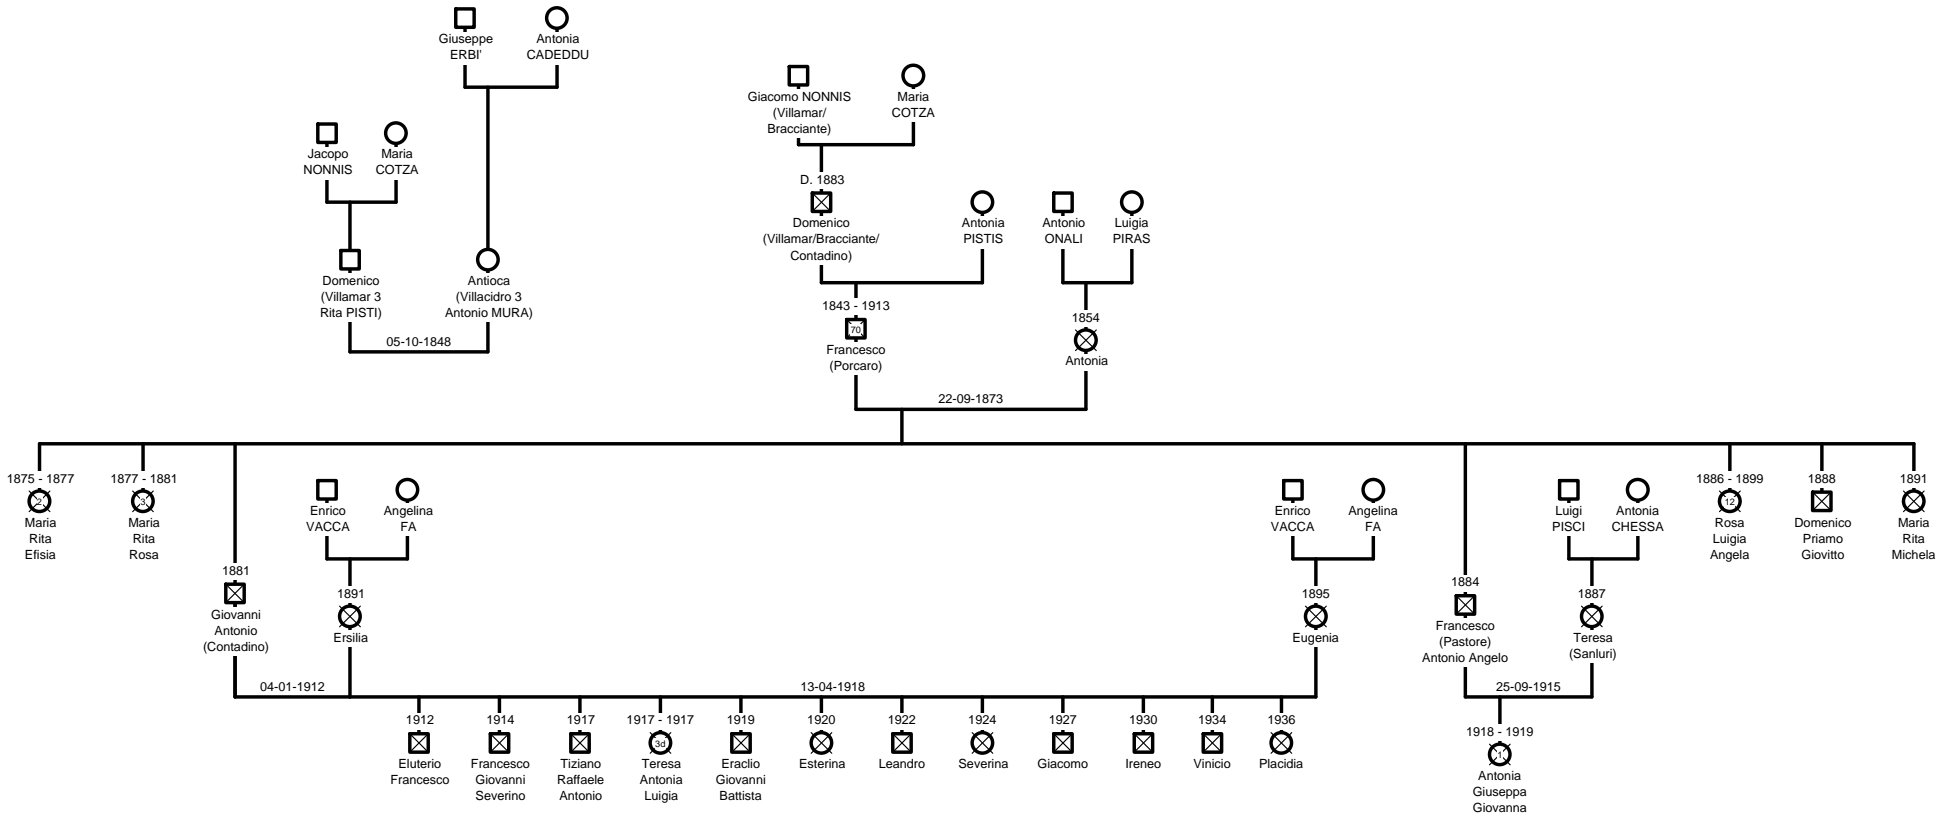 Giuseppe
ERBI'
Antonia
CADEDDU
Giacomo NONNIS
(Villamar/
Bracciante)
Maria
COTZA
Jacopo
NONNIS
Maria
COTZA
D. 1883
Domenico
(Villamar/Bracciante/
Contadino)
Antonia
PISTIS
Antonio
ONALI
Luigia
PIRAS
Domenico
(Villamar 3
Rita PISTI)
Antioca
(Villacidro 3
Antonio MURA)
05-10-1848
1843 - 1913
70
Francesco
(Porcaro)
1854
Antonia
22-09-1873
1875 - 1877
2
Maria
Rita
Efisia
1877 - 1881
3
Maria
Rita
Rosa
1881
Giovanni
Antonio
(Contadino)
Enrico
VACCA
Angelina
FA
1891
Ersilia
Enrico
VACCA
Angelina
FA
1895
Eugenia
1884
Francesco
(Pastore)
Antonio Angelo
Luigi
PISCI
Antonia
CHESSA
1887
Teresa
(Sanluri)
1886 - 1899
12
Rosa
Luigia
Angela
1888
Domenico
Priamo
Giovitto
1891
Maria
Rita
Michela
04-01-1912
13-04-1918
25-09-1915
1912
Eluterio
Francesco
1914
Francesco
Giovanni
Severino
1917
Tiziano
Raffaele
Antonio
1917 - 1917
3d
Teresa
Antonia
Luigia
1919
Eraclio
Giovanni
Battista
1920
Esterina
1922
Leandro
1924
Severina
1927
Giacomo
1930
Ireneo
1934
Vinicio
1936
Placidia
1918 - 1919
1
Antonia
Giuseppa
Giovanna